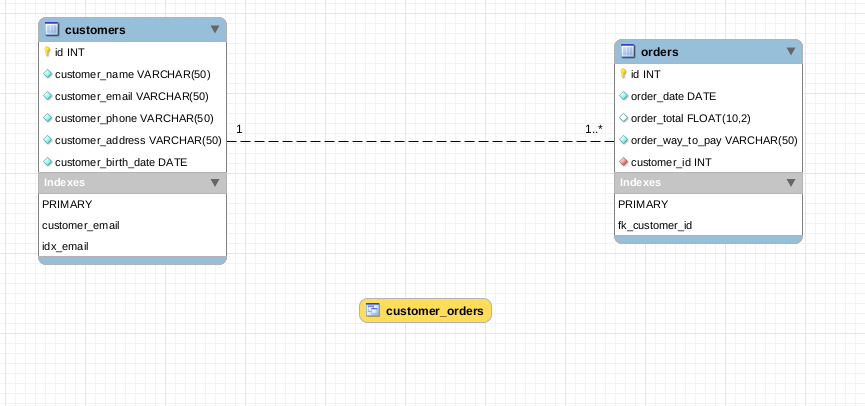 customers
id INT
customer_name VARCHAR(50)
customer_email VARCHAR(50)
customer_phone VARCHAR(50)
customer_address VARCHAR(50)
customer_birth_date DATE
Indexes
PRIMARY
customer_email
idx_email
1
1..*
orders
id INT
order_date DATE
order_total FLOAT(10,2)
order_way_to_pay VARCHAR(50)
customer_id INT
Indexes
PRIMARY
fk_customer_id
customer_orders